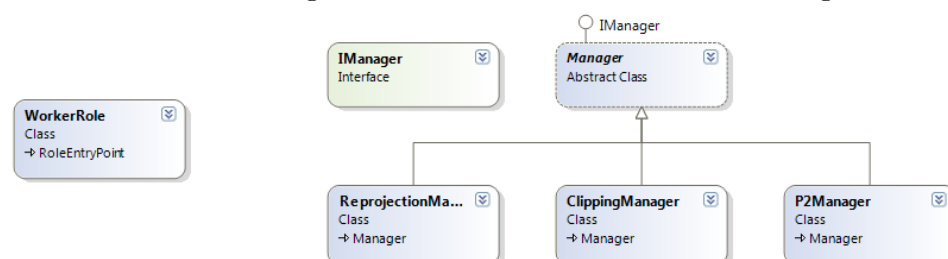 IManager
IManager
Interface
Manager
Abstract Class
WorkerRole
Class
RoleEntryPoint
ReprojectionMa...
Class
Manager
ClippingManager
Class
Manager
P2Manager
Class
Manager